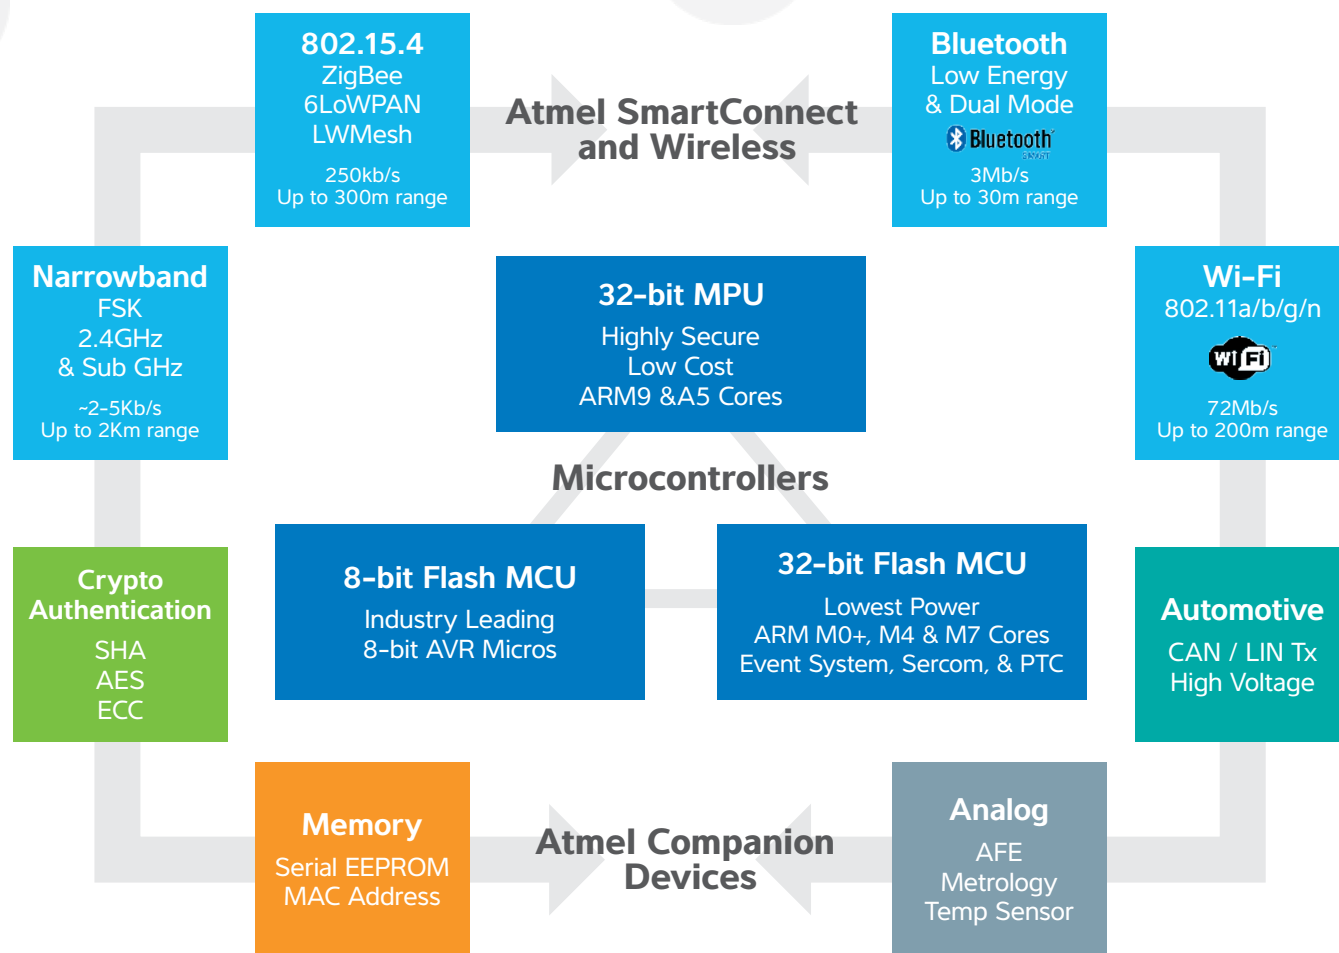 802.15.4
ZigBee
6LoWPAN
LWMesh
250kb/s
Up to 300m range
Atmel SmartConnect
and Wireless
Bluetooth
Low Energy
& Dual Mode
Bluetooth
SMART
3Mb/s
Up to 30m range
Narrowband
FSK
2.4GHz
& Sub GHz
~2-5Kb/s
Up to 2Km range
32-bit MPU
Highly Secure
Low Cost
ARM9 &A5 Cores
Wi-Fi
802.11a/b/g/n
Wi Fi
72Mb/s
Up to 200m range
Microcontrollers
Crypto
Authentication
SHA
AES
ECC
8-bit Flash MCU
Industry Leading
8-bit AVR Micros
32-bit Flash MCU
Lowest Power
ARM M0+, M4 & M7 Cores
Event System, Sercom, & PTC
Automotive
CAN / LIN Tx
High Voltage
Memory
Serial EEPROM
MAC Address
Atmel Companion
Devices
Analog
AFE
Metrology
Temp Sensor